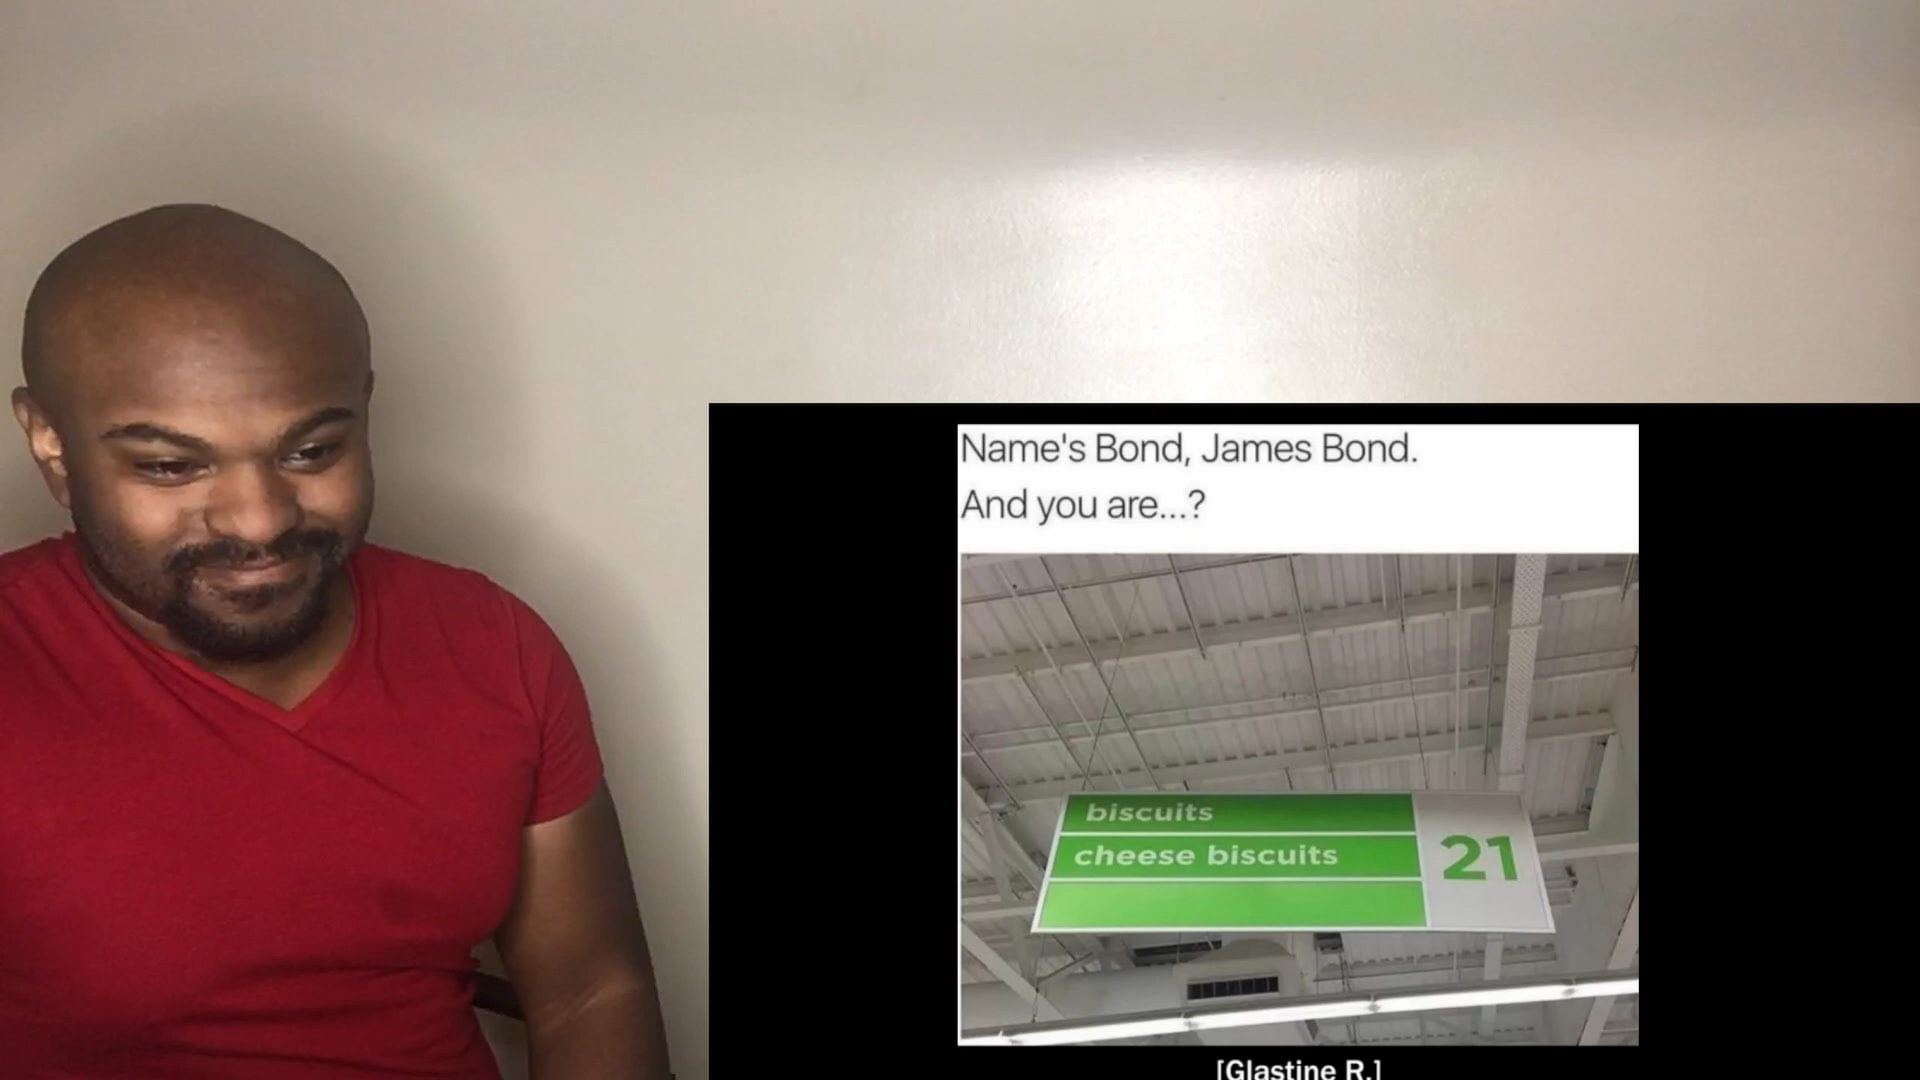 Name's Bond, James Bond.
And you are...?
biscuits
cheese biscuits
21
[Glastine R.]